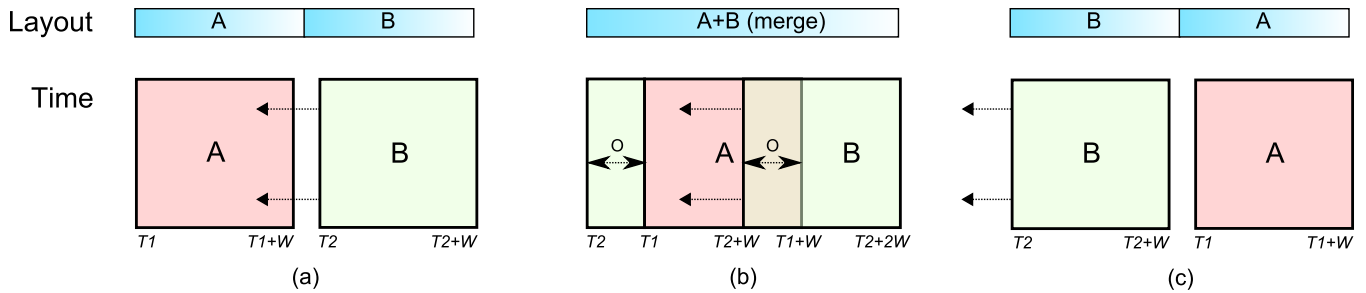 Layout
A B
A+B (merge)
B A
Time
A B
O A O B
B A
T1 T1+W T2 T2+W
T2 T1 T2+W T1+W T2+2W
T2 T2+W T1 T1+W
(a)
(b)
(c)